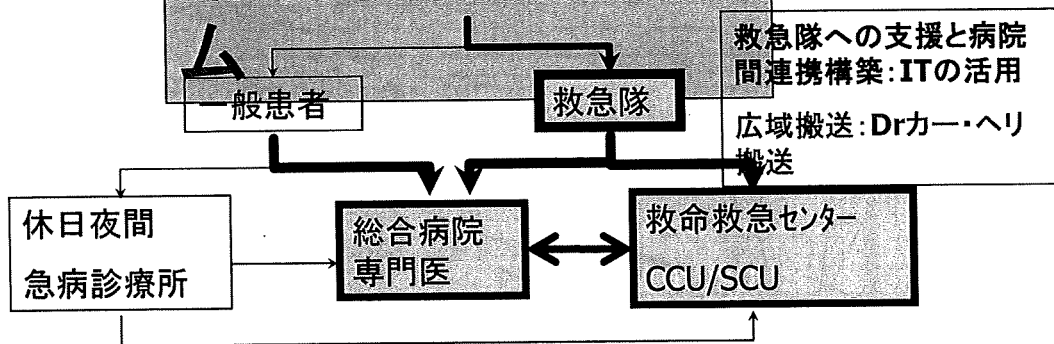 ム
救急隊への支援と病院
間連携構築:ITの活用
広域搬送:Drカー・ヘリ
搬送
一般患者
救急隊
休日夜間
急病診療所
総合病院
専門医
救命救急センター
CCU/SCU